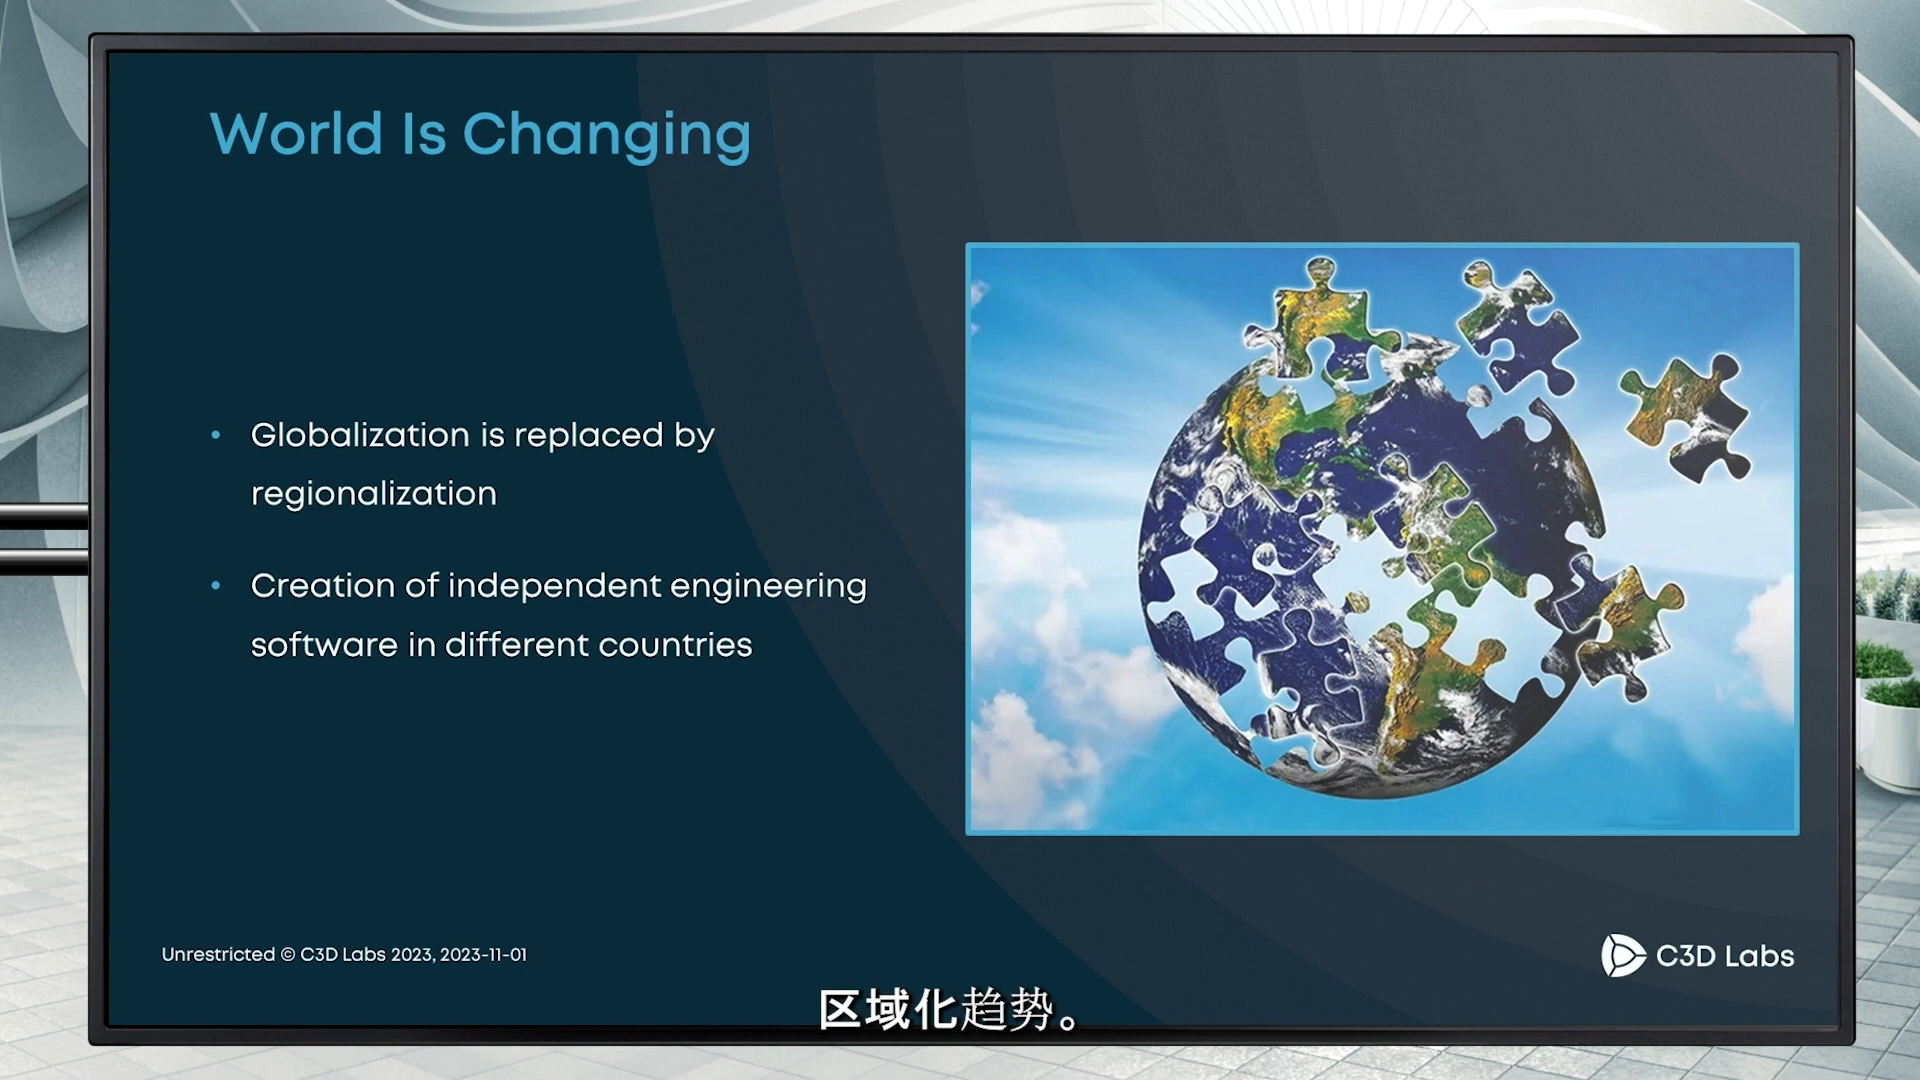 World Is Changing
• Globalization is replaced by
regionalization
• Creation of independent engineering
software in different countries
Unrestricted © C3D Labs 2023, 2023-11-01
C3D Labs
区域化趋势。